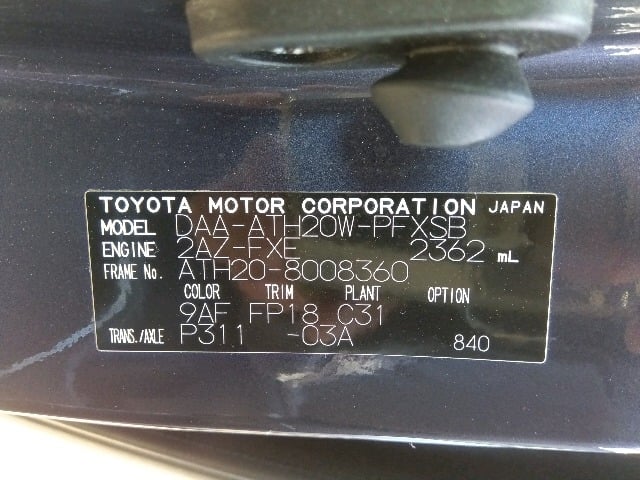 TOYOTA MOTOR CORPORATION JAPAN
MODEL DAA-ATH20W-PFXSB
ENGINE 2AZ-FXE 2362 mL
FRAME No. ATH20-8008360
COLOR TRIM PLANT OPTION
9AF FP18 C31
TRANS./AXLE P311 -03A 840